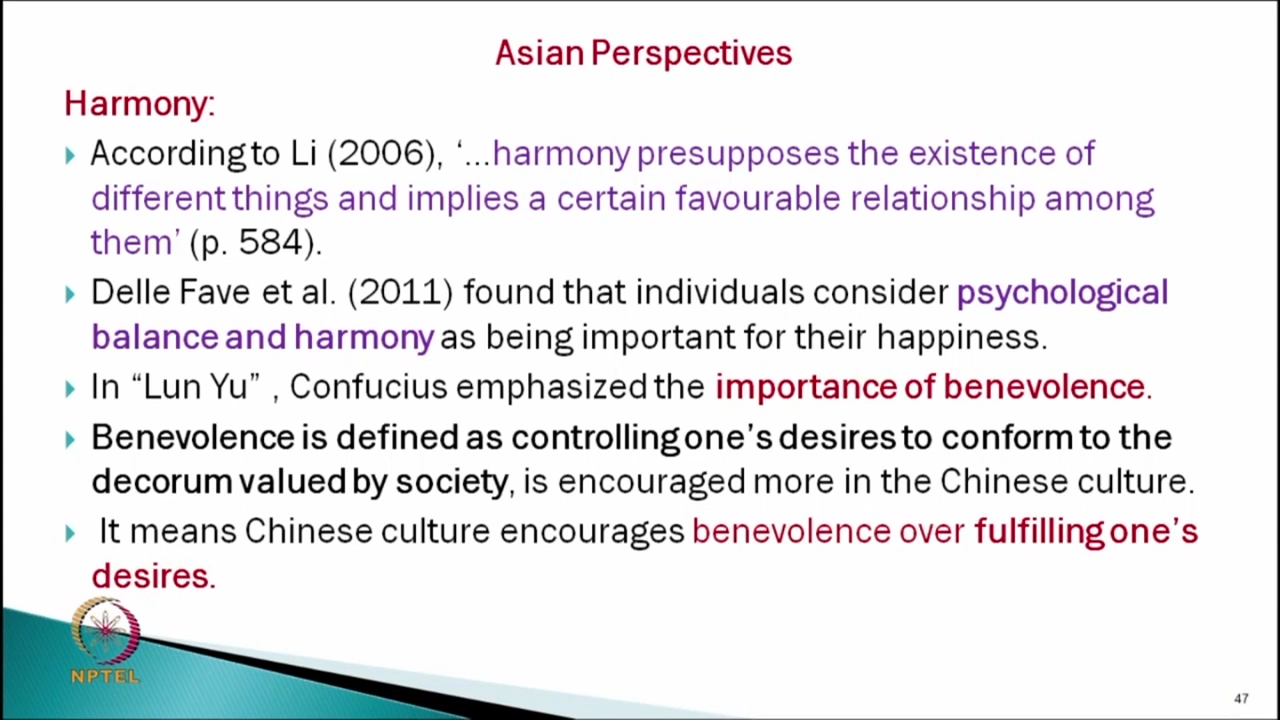 Asian Perspectives
Harmony:
According to Li (2006), ‘...harmony presupposes the existence of
different things and implies a certain favourable relationship among
them’ (p. 584).
Delle Fave et al. (2011) found that individuals consider psychological
balance and harmony as being important for their happiness.
In “Lun Yu” , Confucius emphasized the importance of benevolence.
Benevolence is defined as controlling one’s desires to conform to the
decorum valued by society, is encouraged more in the Chinese culture.
It means Chinese culture encourages benevolence over fulfilling one’s
desires.
NPTEL
47